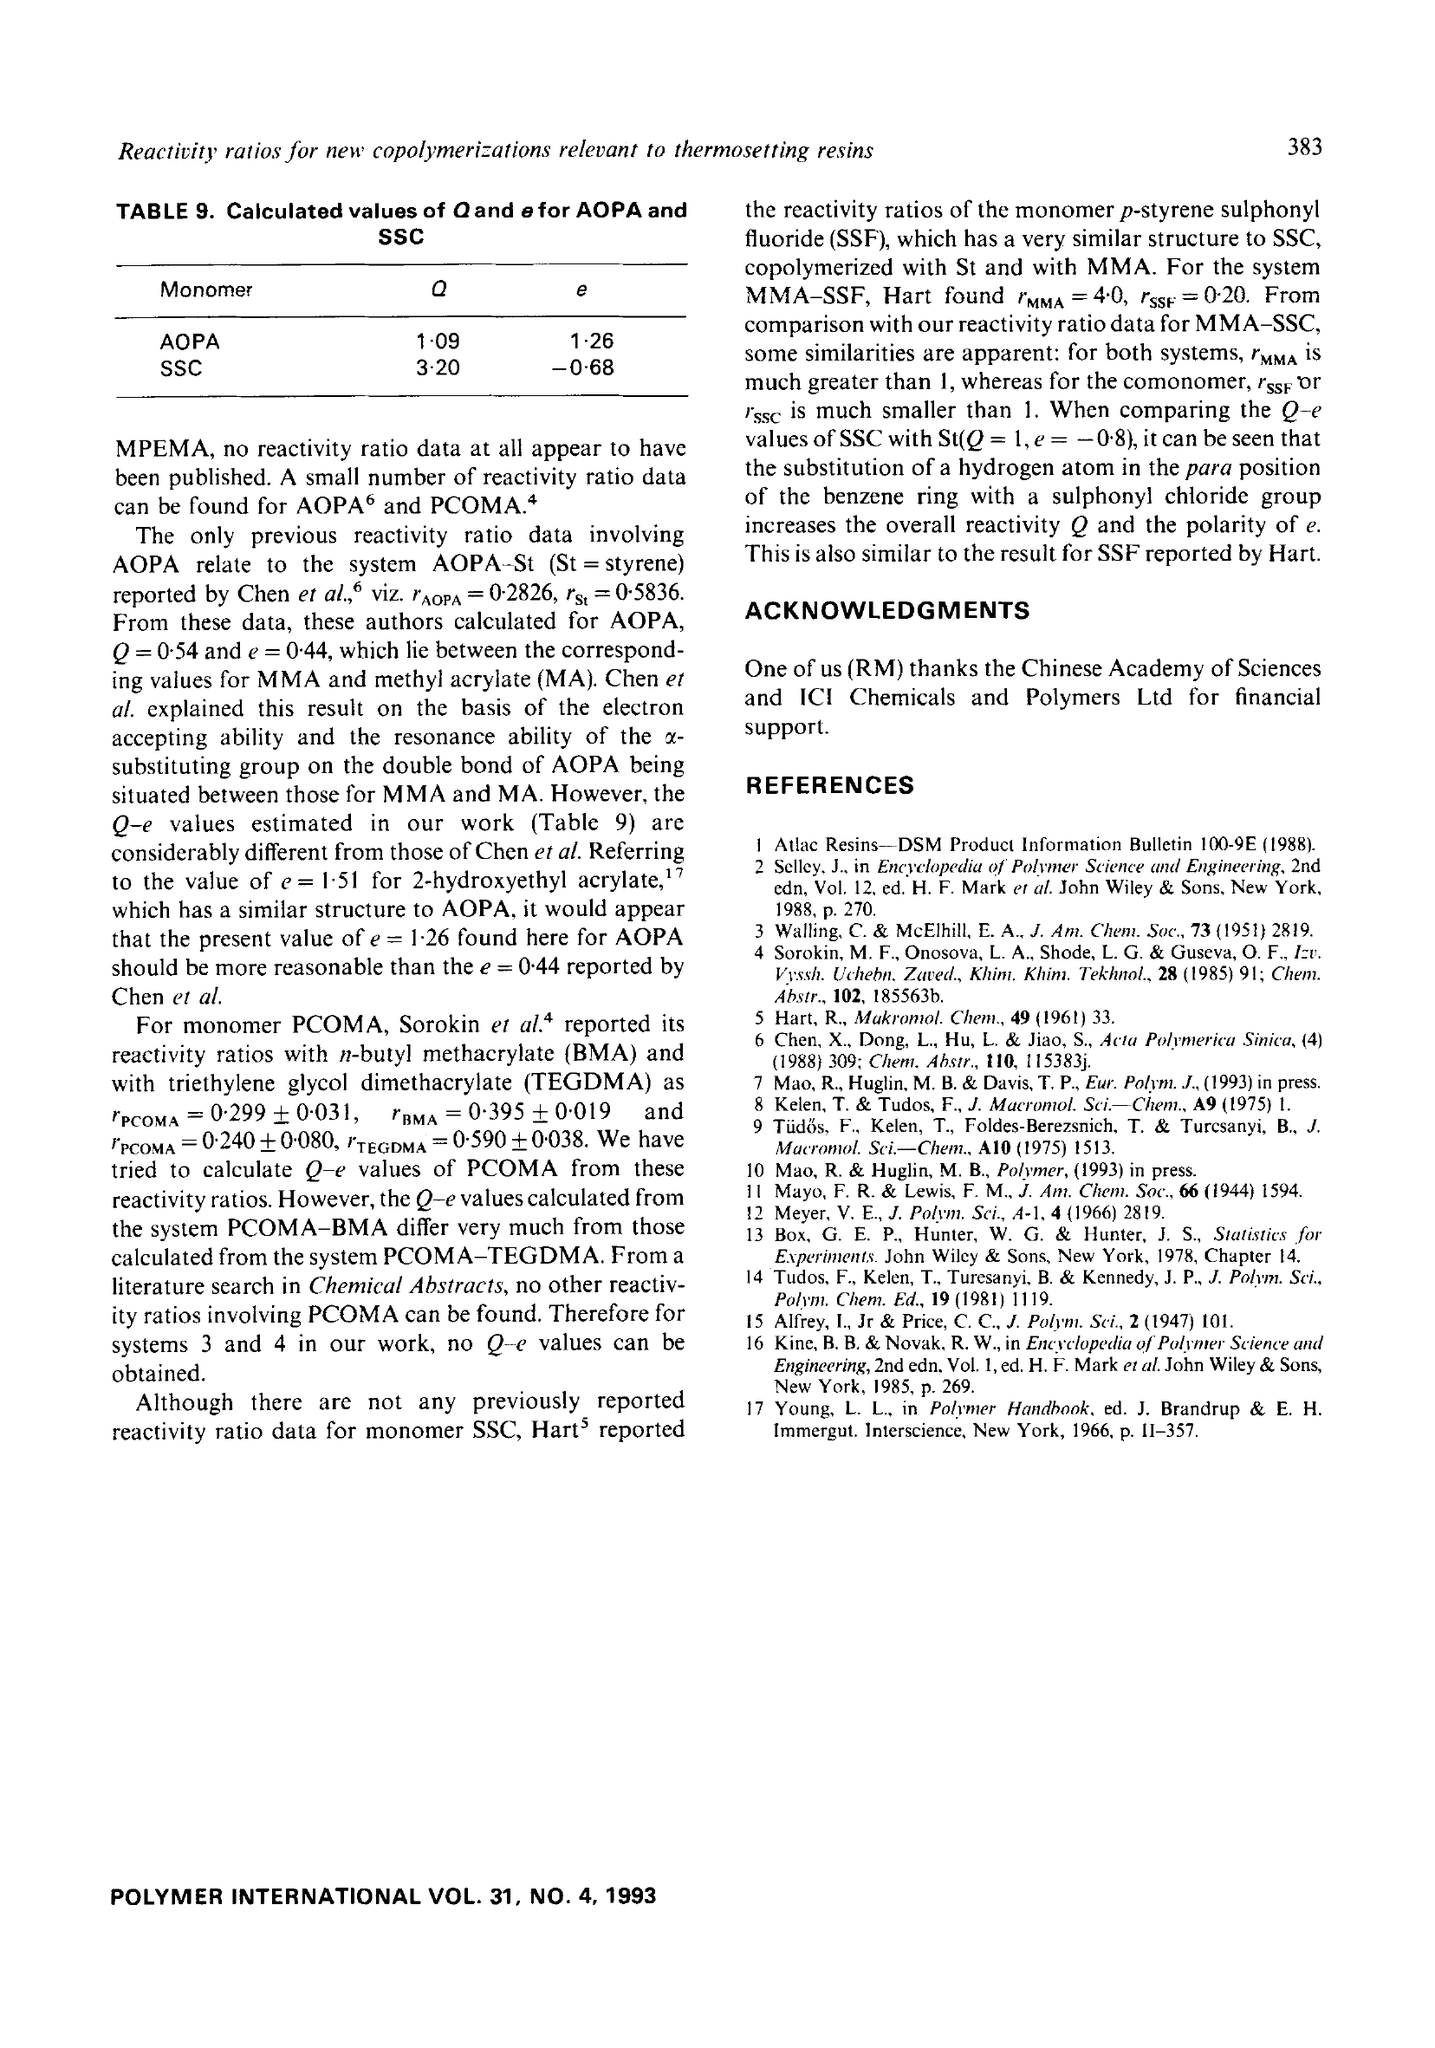 Reactivity ratios for new copolymerizations relevant to thermosetting resins
383
TABLE 9. Calculated values of Q and e for AOPA and
SSC
Monomer Q e
AOPA 1·09 1·26
SSC 3·20 −0·68
MPEMA, no reactivity ratio data at all appear to have
been published. A small number of reactivity ratio data
can be found for AOPA⁶ and PCOMA.⁴
The only previous reactivity ratio data involving
AOPA relate to the system AOPA–St (St = styrene)
reported by Chen et al.,⁶ viz. rAOPA = 0·2826, rSt = 0·5836.
From these data, these authors calculated for AOPA,
Q = 0·54 and e = 0·44, which lie between the correspond-
ing values for MMA and methyl acrylate (MA). Chen et
al. explained this result on the basis of the electron
accepting ability and the resonance ability of the α-
substituting group on the double bond of AOPA being
situated between those for MMA and MA. However, the
Q–e values estimated in our work (Table 9) are
considerably different from those of Chen et al. Referring
to the value of e = 1·51 for 2-hydroxyethyl acrylate,¹⁷
which has a similar structure to AOPA, it would appear
that the present value of e = 1·26 found here for AOPA
should be more reasonable than the e = 0·44 reported by
Chen et al.
For monomer PCOMA, Sorokin et al.⁴ reported its
reactivity ratios with n-butyl methacrylate (BMA) and
with triethylene glycol dimethacrylate (TEGDMA) as
rPCOMA = 0·299 ± 0·031, rBMA = 0·395 ± 0·019 and
rPCOMA = 0·240 ± 0·080, rTEGDMA = 0·590 ± 0·038. We have
tried to calculate Q–e values of PCOMA from these
reactivity ratios. However, the Q–e values calculated from
the system PCOMA–BMA differ very much from those
calculated from the system PCOMA–TEGDMA. From a
literature search in Chemical Abstracts, no other reactiv-
ity ratios involving PCOMA can be found. Therefore for
systems 3 and 4 in our work, no Q–e values can be
obtained.
Although there are not any previously reported
reactivity ratio data for monomer SSC, Hart⁵ reported
the reactivity ratios of the monomer p-styrene sulphonyl
fluoride (SSF), which has a very similar structure to SSC,
copolymerized with St and with MMA. For the system
MMA–SSF, Hart found rMMA = 4·0, rSSF = 0·20. From
comparison with our reactivity ratio data for MMA–SSC,
some similarities are apparent: for both systems, rMMA is
much greater than 1, whereas for the comonomer, rSSF or
rSSC is much smaller than 1. When comparing the Q–e
values of SSC with St(Q = 1, e = −0·8), it can be seen that
the substitution of a hydrogen atom in the para position
of the benzene ring with a sulphonyl chloride group
increases the overall reactivity Q and the polarity of e.
This is also similar to the result for SSF reported by Hart.
ACKNOWLEDGMENTS
One of us (RM) thanks the Chinese Academy of Sciences
and ICI Chemicals and Polymers Ltd for financial
support.
REFERENCES
1 Atlac Resins—DSM Product Information Bulletin 100-9E (1988).
2 Selley, J., in Encyclopedia of Polymer Science and Engineering, 2nd
edn, Vol. 12, ed. H. F. Mark et al. John Wiley & Sons, New York,
1988, p. 270.
3 Walling, C. & McElhill, E. A., J. Am. Chem. Soc., 73 (1951) 2819.
4 Sorokin, M. F., Onosova, L. A., Shode, L. G. & Guseva, O. F., Izv.
Vyssh. Uchebn. Zaved., Khim. Khim. Tekhnol., 28 (1985) 91; Chem.
Abstr., 102, 185563b.
5 Hart, R., Makromol. Chem., 49 (1961) 33.
6 Chen, X., Dong, L., Hu, L. & Jiao, S., Acta Polymerica Sinica, (4)
(1988) 309; Chem. Abstr., 110, 115383j.
7 Mao, R., Huglin, M. B. & Davis, T. P., Eur. Polym. J., (1993) in press.
8 Kelen, T. & Tudos, F., J. Macromol. Sci.—Chem., A9 (1975) 1.
9 Tüdős, F., Kelen, T., Foldes-Berezsnich, T. & Turcsanyi, B., J.
Macromol. Sci.—Chem., A10 (1975) 1513.
10 Mao, R. & Huglin, M. B., Polymer, (1993) in press.
11 Mayo, F. R. & Lewis, F. M., J. Am. Chem. Soc., 66 (1944) 1594.
12 Meyer, V. E., J. Polym. Sci., A-1, 4 (1966) 2819.
13 Box, G. E. P., Hunter, W. G. & Hunter, J. S., Statistics for
Experiments. John Wiley & Sons, New York, 1978, Chapter 14.
14 Tudos, F., Kelen, T., Turcsanyi, B. & Kennedy, J. P., J. Polym. Sci.,
Polym. Chem. Ed., 19 (1981) 1119.
15 Alfrey, I., Jr & Price, C. C., J. Polym. Sci., 2 (1947) 101.
16 Kine, B. B. & Novak, R. W., in Encyclopedia of Polymer Science and
Engineering, 2nd edn, Vol. 1, ed. H. F. Mark et al. John Wiley & Sons,
New York, 1985, p. 269.
17 Young, L. L., in Polymer Handbook, ed. J. Brandrup & E. H.
Immergut. Interscience, New York, 1966, p. II–357.
POLYMER INTERNATIONAL VOL. 31, NO. 4, 1993